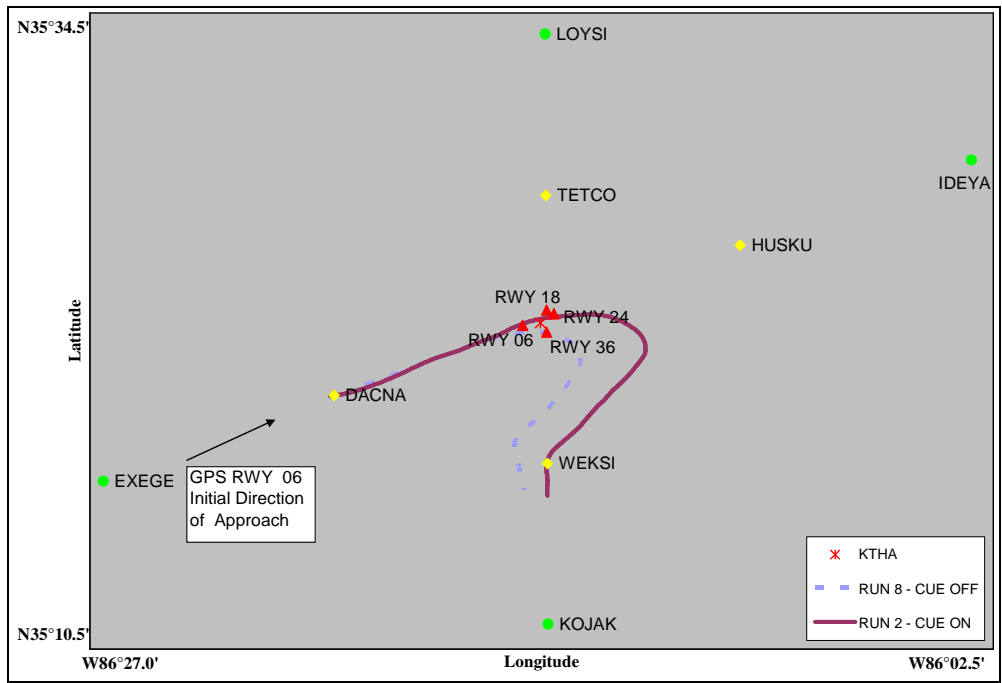 N35°34.5'
LOYSI
IDEYA
TETCO
HUSKU
RWY 18
RWY 24
RWY 06
RWY 36
Latitude
DACNA
WEKSI
EXEGE
GPS RWY 06
Initial Direction
of Approach
KTHA
RUN 8 - CUE OFF
RUN 2 - CUE ON
KOJAK
N35°10.5'
W86°27.0'
Longitude
W86°02.5'